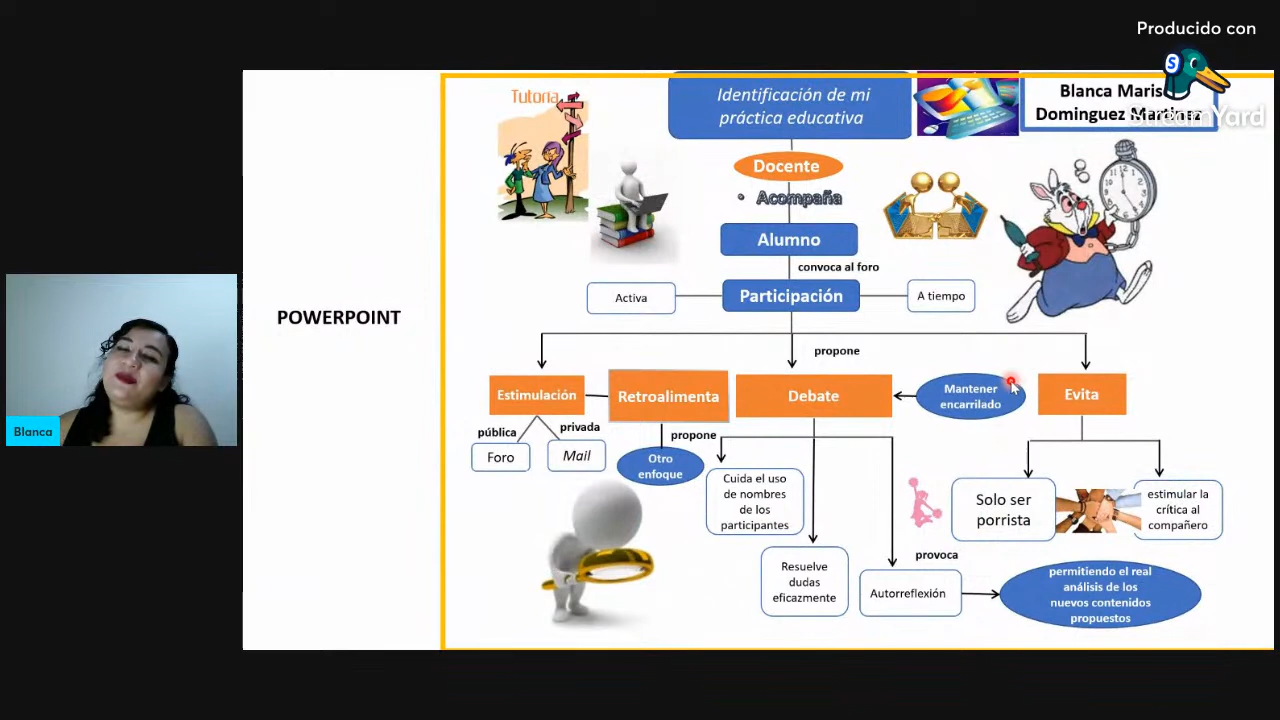 Producido con
StreamYard
Tutoria
Identificación de mi
práctica educativa
Blanca Maris
Dominguez Martinez
Docente
• Acompaña
Alumno
convoca al foro
Activa
Participación
A tiempo
propone
POWERPOINT
Estimulación
Retroalimenta
Debate
Mantener
encarrilado
Evita
pública
privada
propone
Foro
Mail
Otro
enfoque
Cuida el uso
de nombres
de los
participantes
Solo ser
porrista
estimular la
crítica al
compañero
Resuelve
dudas
eficazmente
provoca
Autorreflexión
permitiendo el real
análisis de los
nuevos contenidos
propuestos
Blanca